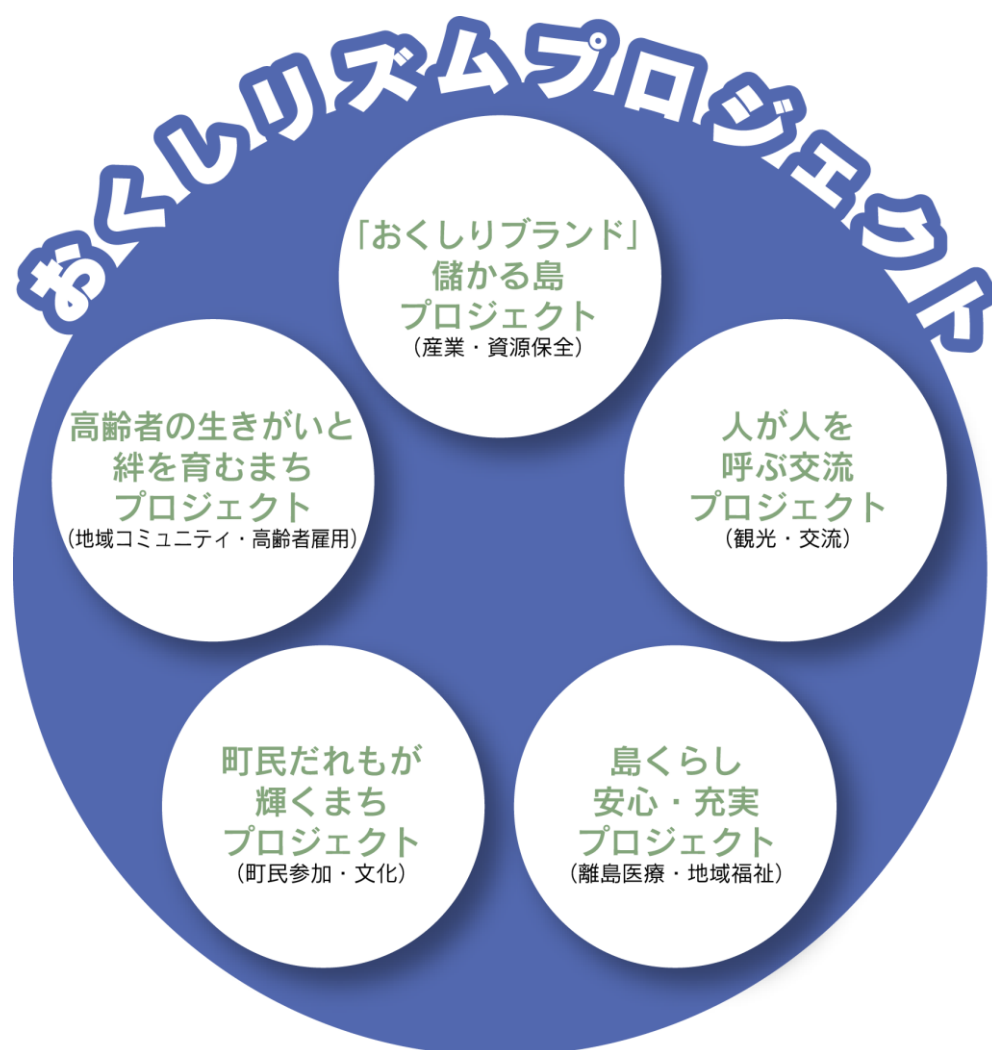 おくしリズムプロジェクト
「おくしりブランド」
儲かる島
プロジェクト
（産業・資源保全）
高齢者の生きがいと
絆を育むまち
プロジェクト
（地域コミュニティ・高齢者雇用）
人が人を
呼ぶ交流
プロジェクト
（観光・交流）
町民だれもが
輝くまち
プロジェクト
（町民参加・文化）
島くらし
安心・充実
プロジェクト
（離島医療・地域福祉）